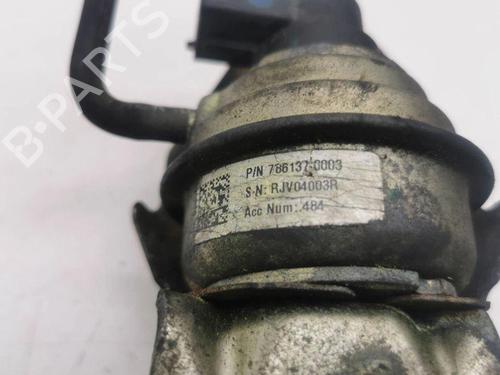 B-PARTS
P/N 786137-0003
S-N: RJV04003R
Acc Num: 484